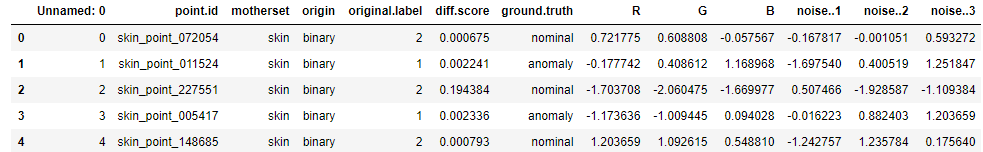 Unnamed: 0 point.id motherset origin original.label diff.score ground.truth R G B noise..1 noise..2 noise..3
0 0 skin_point_072054 skin binary 2 0.000675 nominal 0.721775 0.608808 -0.057567 -0.167817 -0.001051 0.593272
1 1 skin_point_011524 skin binary 1 0.002241 anomaly -0.177742 0.408612 1.168968 -1.697540 0.400519 1.251847
2 2 skin_point_227551 skin binary 2 0.194384 nominal -1.703708 -2.060475 -1.669977 0.507466 -1.928587 -1.109384
3 3 skin_point_005417 skin binary 1 0.002336 anomaly -1.173636 -1.009445 0.094028 -0.016223 0.882403 1.203659
4 4 skin_point_148685 skin binary 2 0.000793 nominal 1.203659 1.092615 0.548810 -1.242757 1.235784 0.175640